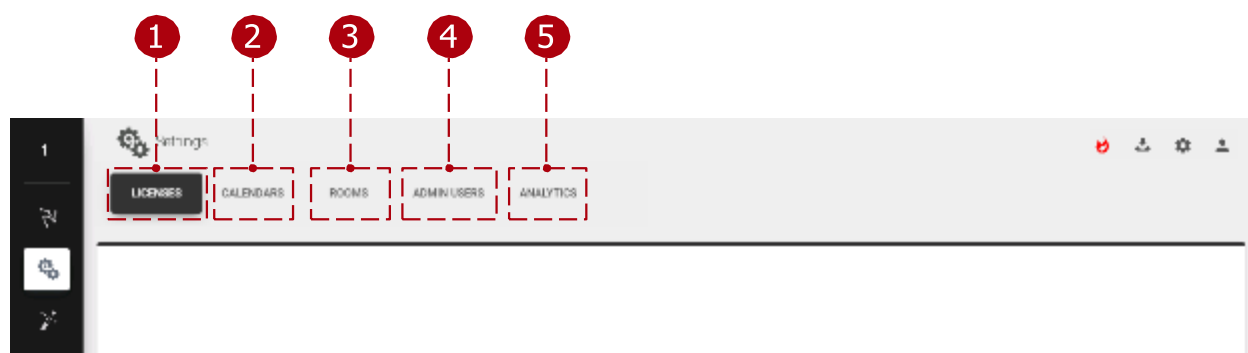 1 2 3 4 5
1
Settings
LICENSES CALENDARS ROOMS ADMIN USERS ANALYTICS